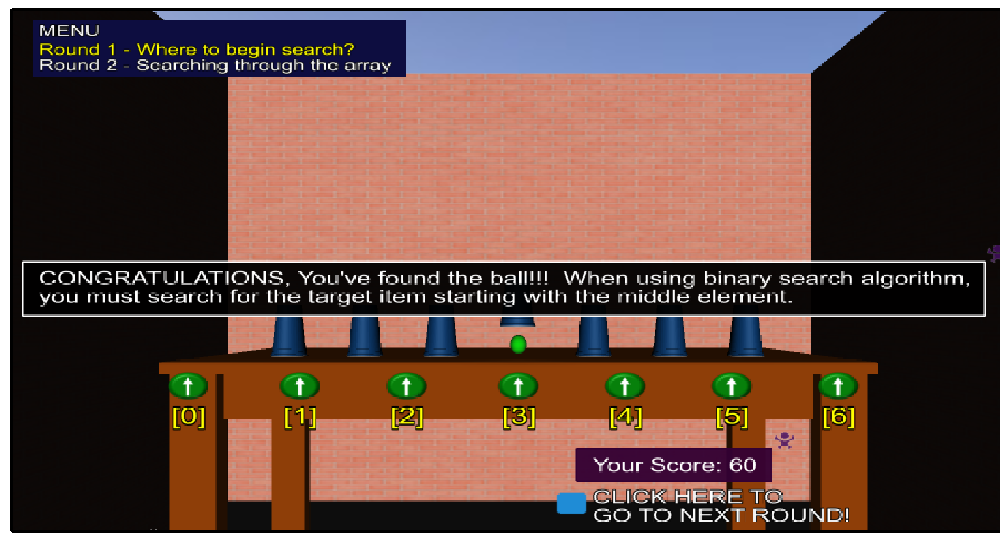 MENU
Round 1 - Where to begin search?
Round 2 - Searching through the array
CONGRATULATIONS, You've found the ball!!!  When using binary search algorithm,
you must search for the target item starting with the middle element.
[0] [1] [2] [3] [4] [5] [6]
Your Score: 60
CLICK HERE TO
GO TO NEXT ROUND!